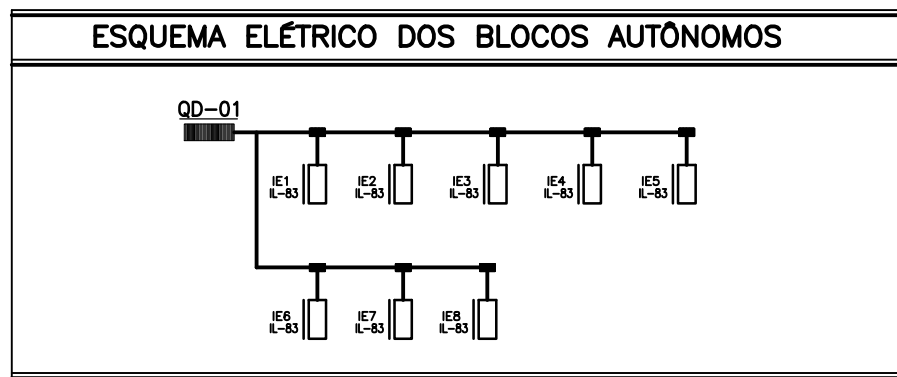 ESQUEMA ELÉTRICO DOS BLOCOS AUTÔNOMOS
QD-01
IE1
IL-83
IE2
IL-83
IE3
IL-83
IE4
IL-83
IE5
IL-83
IE6
IL-83
IE7
IL-83
IE8
IL-83